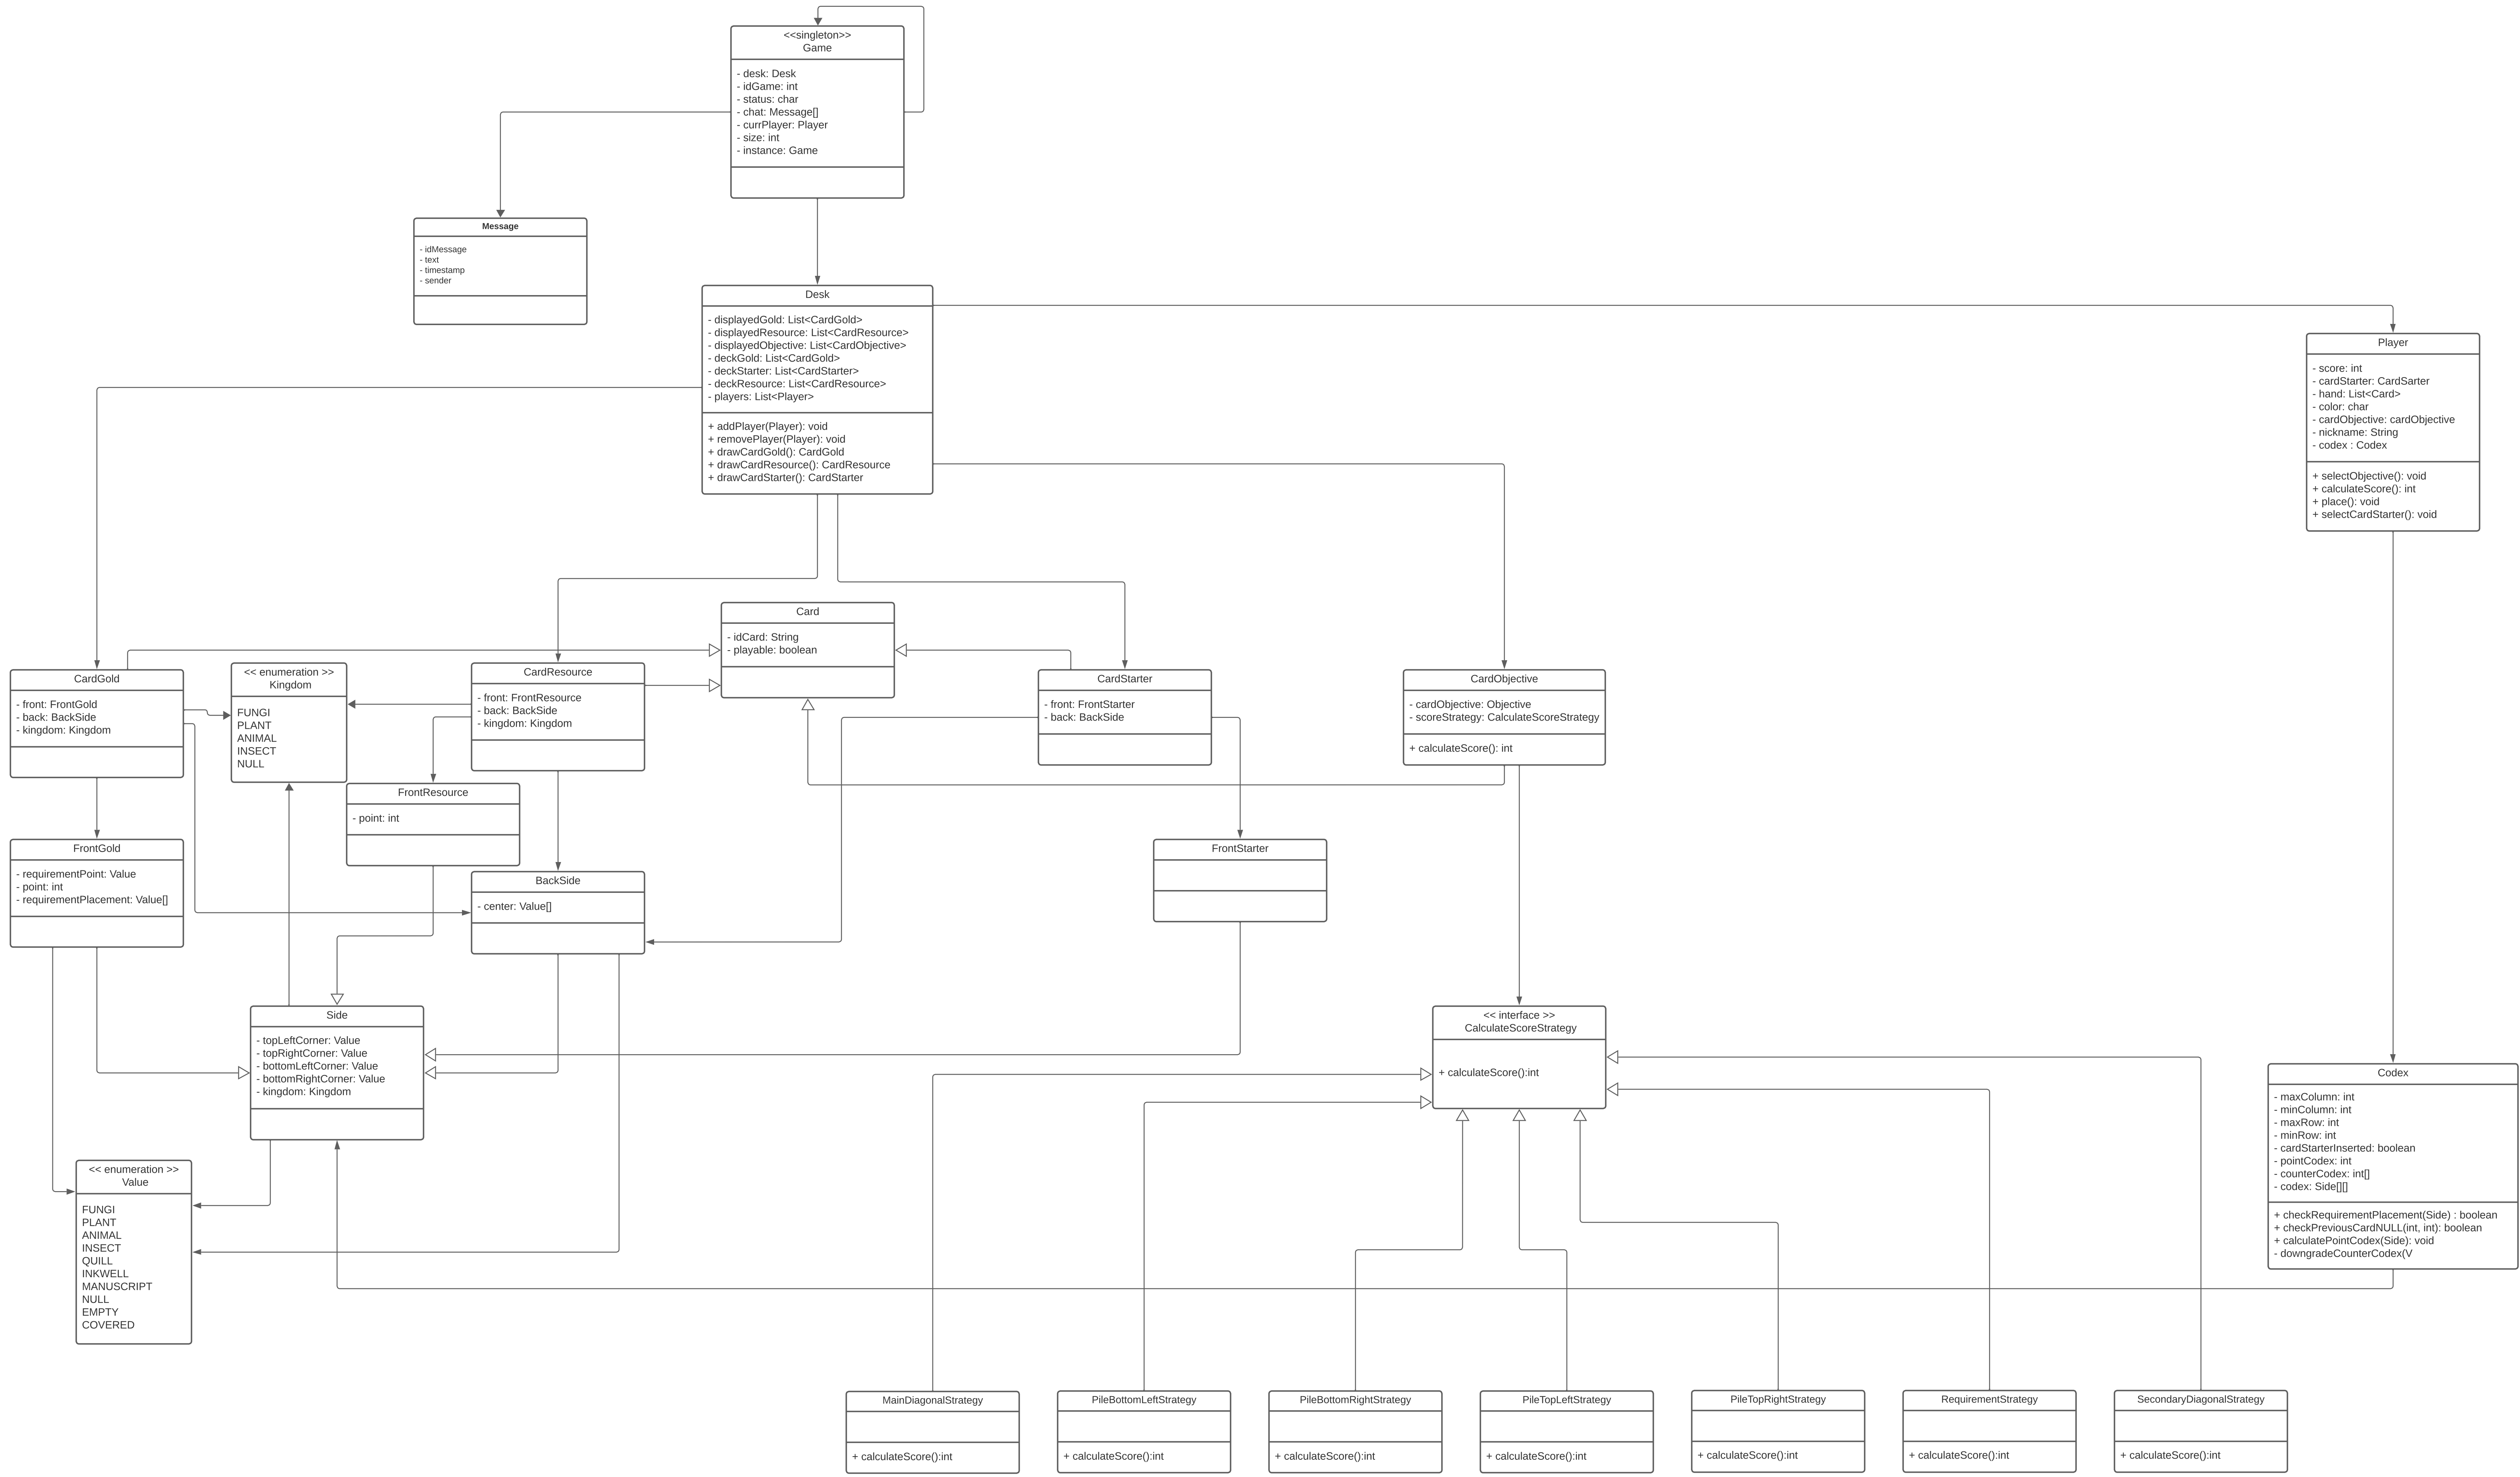 <<singleton>>
Game
- desk: Desk
- idGame: int
- status: char
- chat: Message[]
- currPlayer: Player
- size: int
- instance: Game
Message
- idMessage
- text
- timestamp
- sender
Desk
- displayedGold: List<CardGold>
- displayedResource: List<CardResource>
- displayedObjective: List<CardObjective>
- deckGold: List<CardGold>
- deckStarter: List<CardStarter>
- deckResource: List<CardResource>
- players: List<Player>
+ addPlayer(Player): void
+ removePlayer(Player): void
+ drawCardGold(): CardGold
+ drawCardResource(): CardResource
+ drawCardStarter(): CardStarter
Player
- score: int
- cardStarter: CardSarter
- hand: List<Card>
- color: char
- cardObjective: cardObjective
- nickname: String
- codex : Codex
+ selectObjective(): void
+ calculateScore(): int
+ place(): void
+ selectCardStarter(): void
Card
- idCard: String
- playable: boolean
CardGold
- front: FrontGold
- back: BackSide
- kingdom: Kingdom
<< enumeration >>
Kingdom
FUNGI
PLANT
ANIMAL
INSECT
NULL
CardResource
- front: FrontResource
- back: BackSide
- kingdom: Kingdom
CardStarter
- front: FrontStarter
- back: BackSide
CardObjective
- cardObjective: Objective
- scoreStrategy: CalculateScoreStrategy
+ calculateScore(): int
FrontResource
- point: int
FrontGold
- requirementPoint: Value
- point: int
- requirementPlacement: Value[]
BackSide
- center: Value[]
FrontStarter
Side
- topLeftCorner: Value
- topRightCorner: Value
- bottomLeftCorner: Value
- bottomRightCorner: Value
- kingdom: Kingdom
<< interface >>
CalculateScoreStrategy
+ calculateScore():int
Codex
- maxColumn: int
- minColumn: int
- maxRow: int
- minRow: int
- cardStarterInserted: boolean
- pointCodex: int
- counterCodex: int[]
- codex: Side[][]
+ checkRequirementPlacement(Side) : boolean
+ checkPreviousCardNULL(int, int): boolean
+ calculatePointCodex(Side): void
- downgradeCounterCodex(V
<< enumeration >>
Value
FUNGI
PLANT
ANIMAL
INSECT
QUILL
INKWELL
MANUSCRIPT
NULL
EMPTY
COVERED
MainDiagonalStrategy
+ calculateScore():int
PileBottomLeftStrategy
+ calculateScore():int
PileBottomRightStrategy
+ calculateScore():int
PileTopLeftStrategy
+ calculateScore():int
PileTopRightStrategy
+ calculateScore():int
RequirementStrategy
+ calculateScore():int
SecondaryDiagonalStrategy
+ calculateScore():int